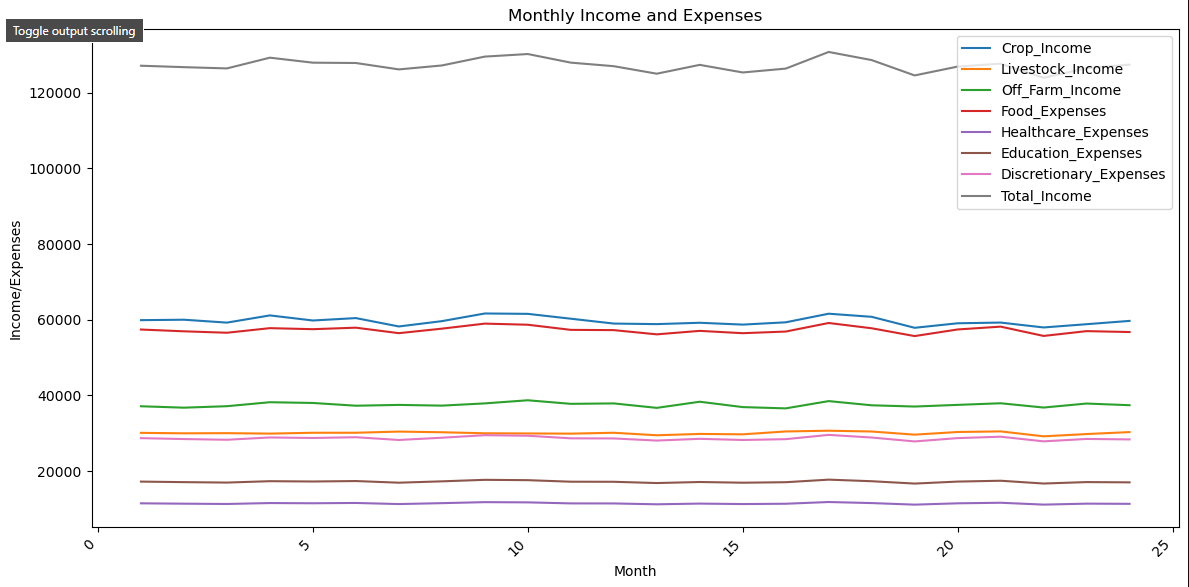 Monthly Income and Expenses
Toggle output scrolling
Crop_Income
Livestock_Income
Off_Farm_Income
Food_Expenses
Healthcare_Expenses
Education_Expenses
Discretionary_Expenses
Total_Income
120000
100000
80000
60000
40000
20000
Income/Expenses
0
5
10
15
20
25
Month